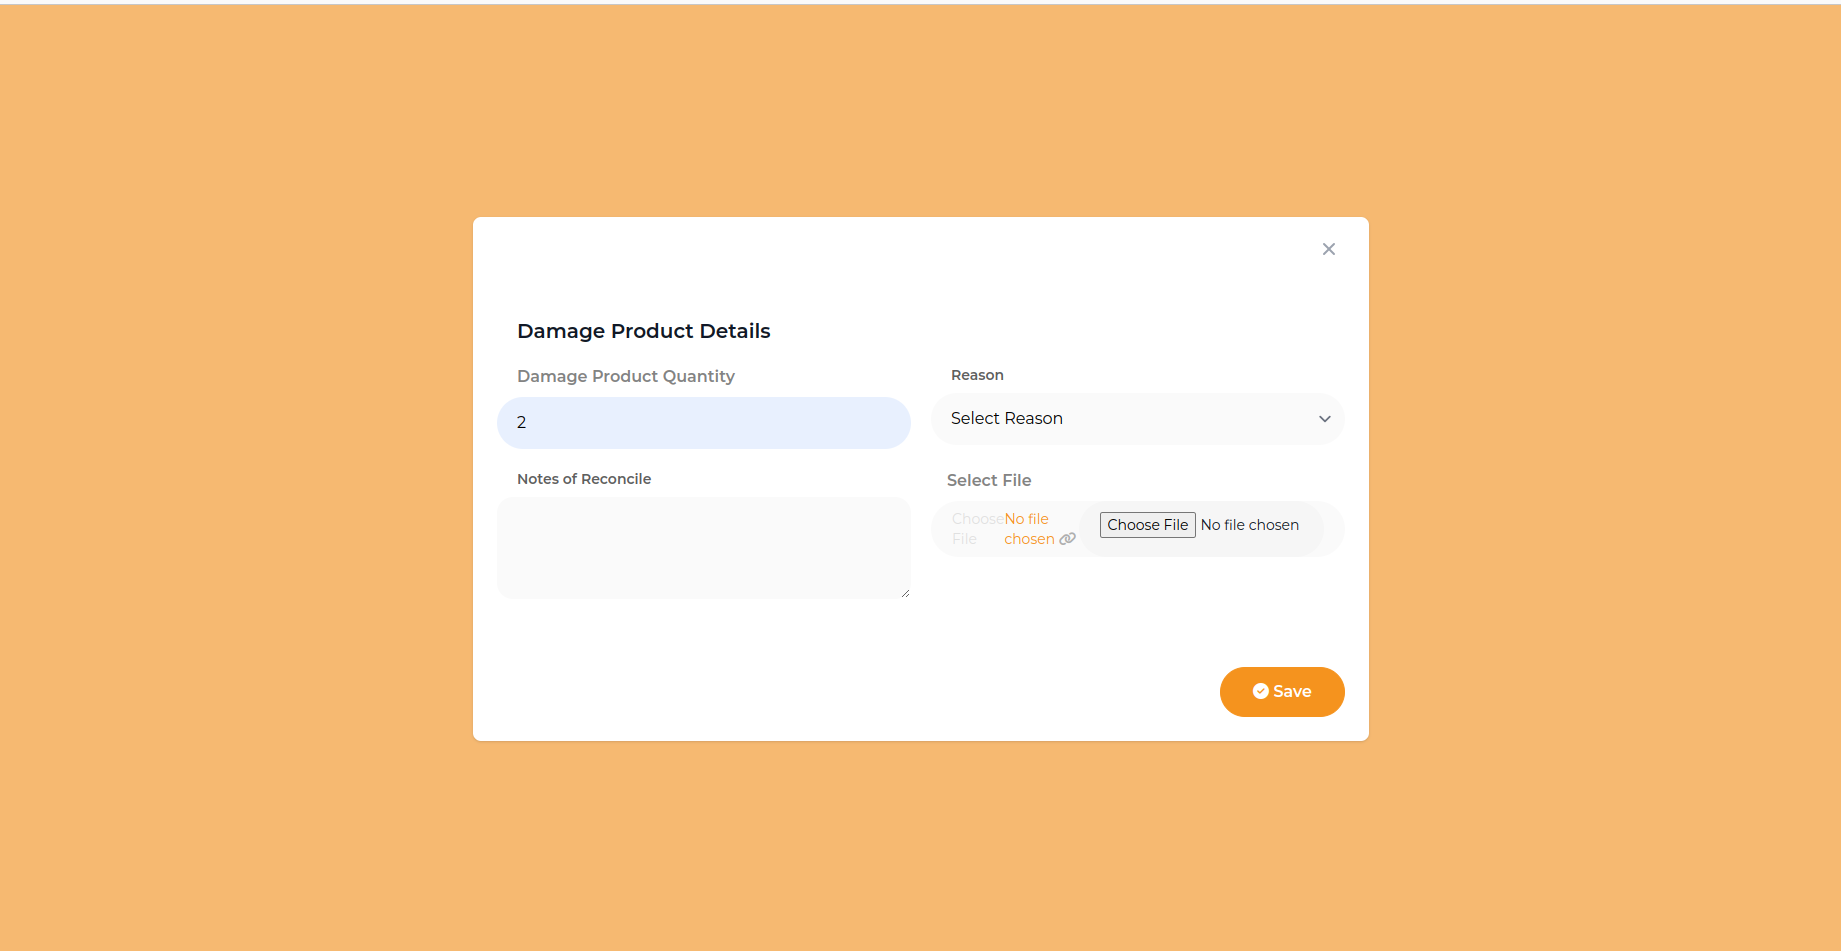 Damage Product Details
Damage Product Quantity
Reason
2
Select Reason
Notes of Reconcile
Select File
Choose File
No file chosen
Choose File No file chosen
Save